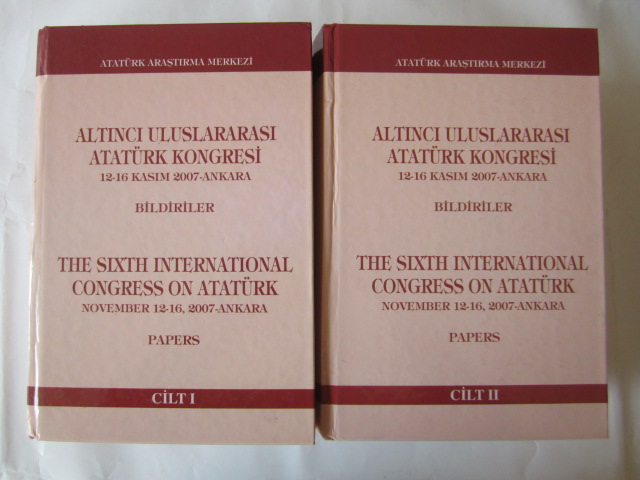 ATATÜRK ARAŞTIRMA MERKEZİ
ALTINCI ULUSLARARASI
ATATÜRK KONGRESİ
12-16 KASIM 2007-ANKARA
BİLDİRİLER
THE SIXTH INTERNATIONAL
CONGRESS ON ATATÜRK
NOVEMBER 12-16, 2007-ANKARA
PAPERS
CİLT I
ATATÜRK ARAŞTIRMA MERKEZİ
ALTINCI ULUSLARARASI
ATATÜRK KONGRESİ
12-16 KASIM 2007-ANKARA
BİLDİRİLER
THE SIXTH INTERNATIONAL
CONGRESS ON ATATÜRK
NOVEMBER 12-16, 2007-ANKARA
PAPERS
CİLT II